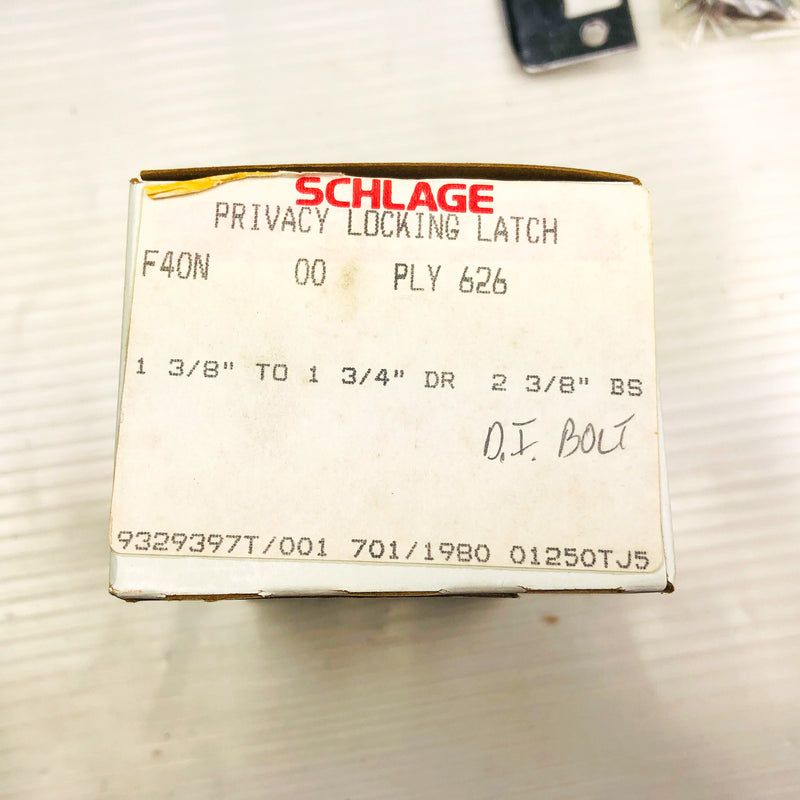 SCHLAGE
PRIVACY LOCKING LATCH
F40N 00 PLY 626
1 3/8" TO 1 3/4" DR 2 3/8" BS
D.I. BOLT
9329397T/001 701/1980 01250TJ5